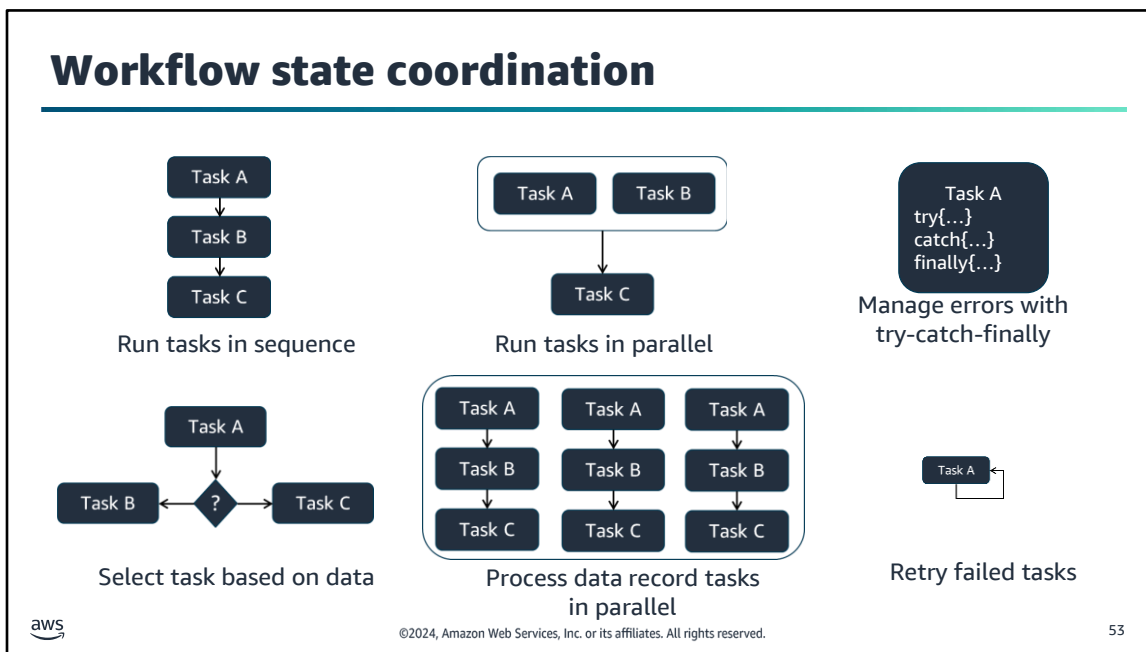 Workflow state coordination
Task A
Task B
Task C
Run tasks in sequence
Task A
Task B
Task C
Run tasks in parallel
Task A
try{...}
catch{...}
finally{...}
Manage errors with
try-catch-finally
Task A
Task B
?
Task C
Select task based on data
Task A
Task A
Task A
Task B
Task B
Task B
Task C
Task C
Task C
Process data record tasks
in parallel
Task A
Retry failed tasks
aws
©2024, Amazon Web Services, Inc. or its affiliates. All rights reserved.
53